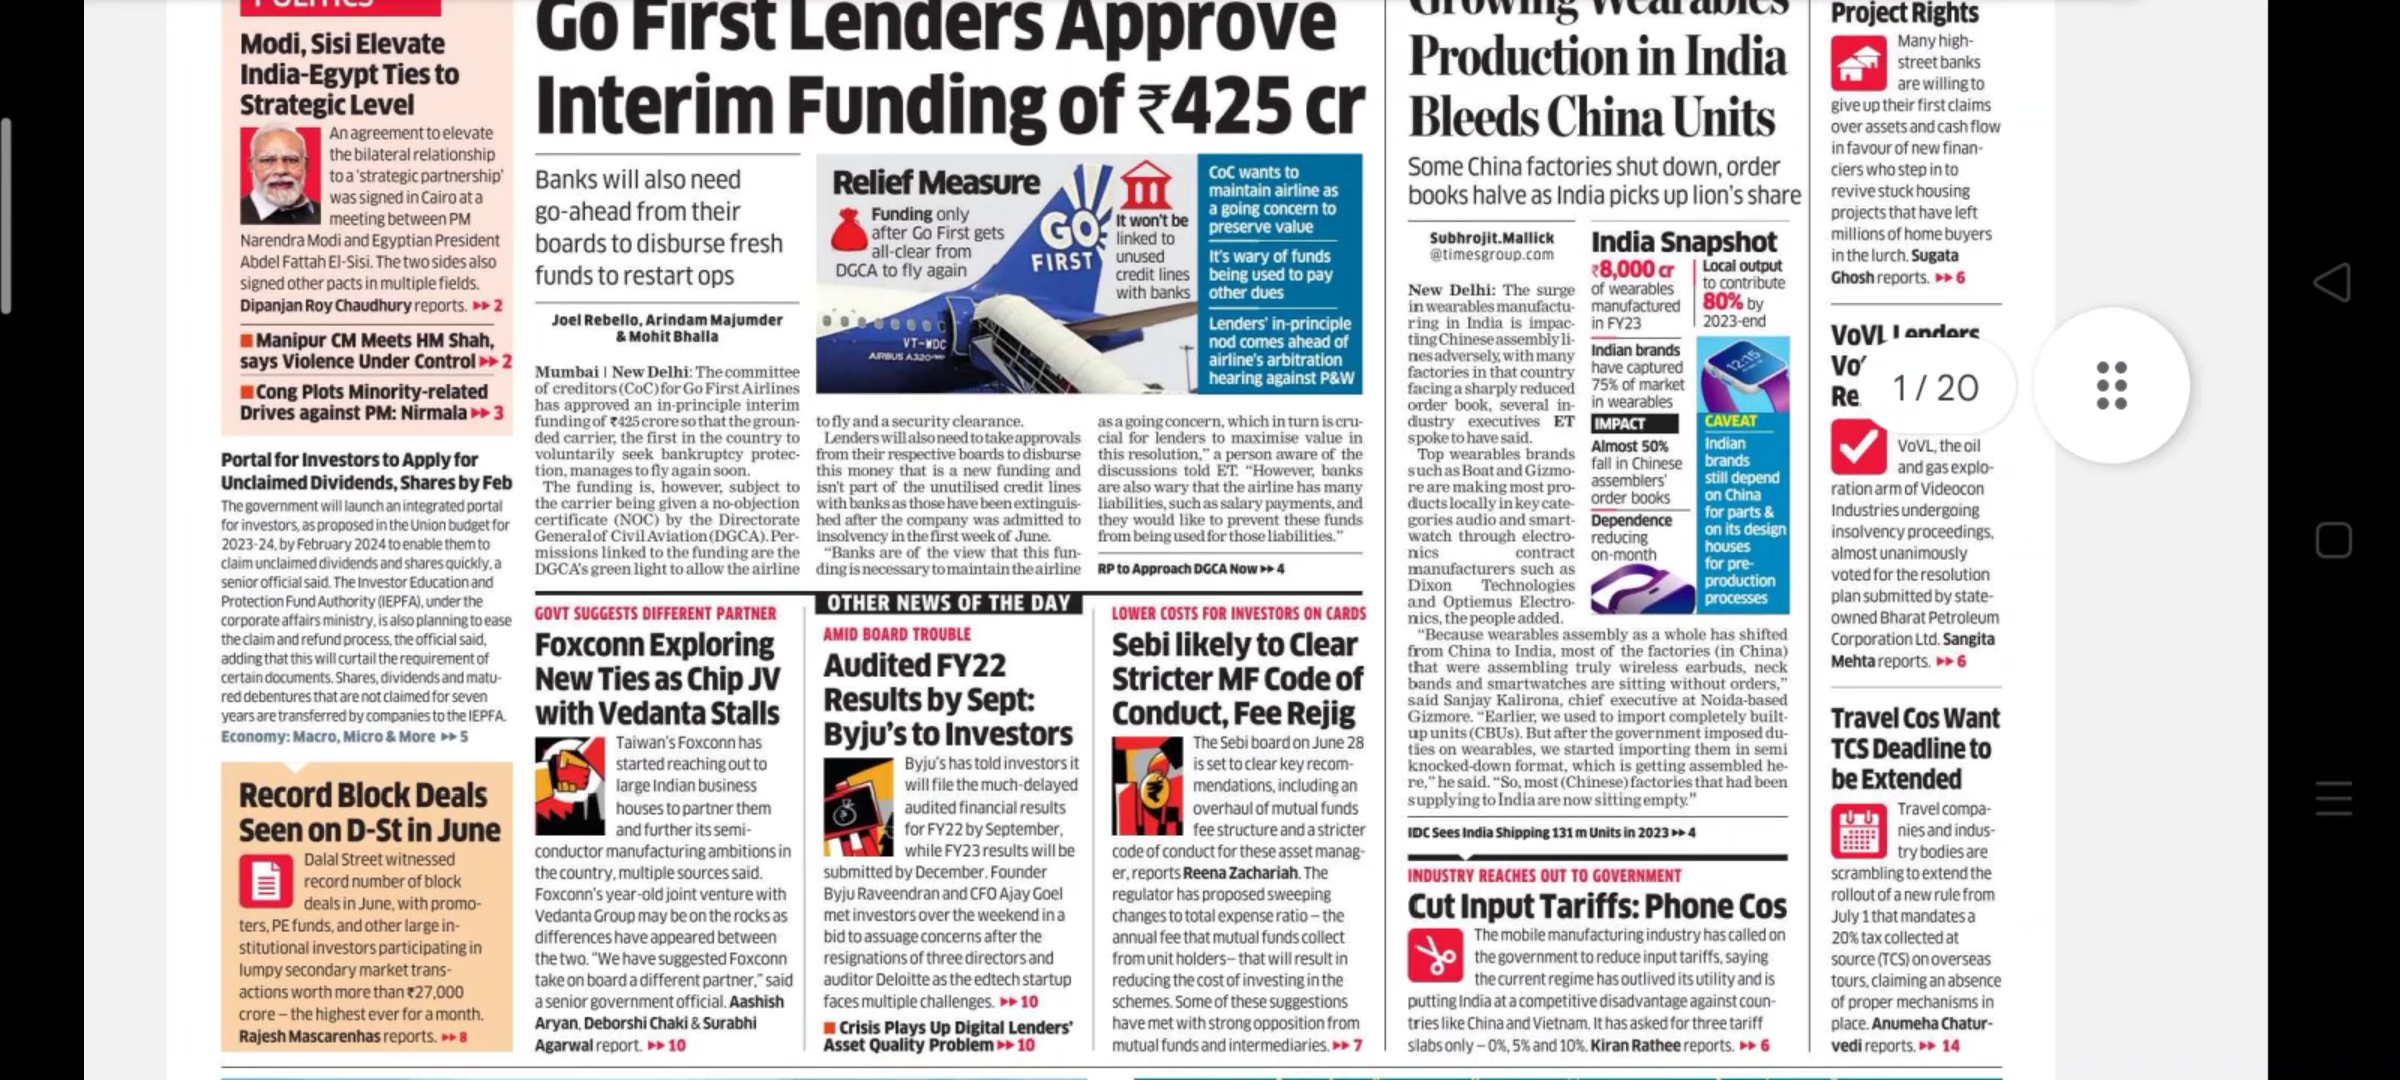 POLITICS
Modi, Sisi Elevate
India-Egypt Ties to
Strategic Level
An agreement to elevate
the bilateral relationship
to a ‘strategic partnership’
was signed in Cairo at a
meeting between PM
Narendra Modi and Egyptian President
Abdel Fattah El-Sisi. The two sides also
signed other pacts in multiple fields.
Dipanjan Roy Chaudhury reports. ▸▸ 2
Manipur CM Meets HM Shah,
says Violence Under Control ▸▸ 2
Cong Plots Minority-related
Drives against PM: Nirmala ▸▸ 3
Portal for Investors to Apply for
Unclaimed Dividends, Shares by Feb
The government will launch an integrated portal
for investors, as proposed in the Union budget for
2023-24, by February 2024 to enable them to
claim unclaimed dividends and shares quickly, a
senior official said. The Investor Education and
Protection Fund Authority (IEPFA), under the
corporate affairs ministry, is also planning to ease
the claim and refund process, the official said,
adding that this will curtail the requirement of
certain documents. Shares, dividends and matu-
red debentures that are not claimed for seven
years are transferred by companies to the IEPFA.
Economy: Macro, Micro & More ▸▸ 5
Record Block Deals
Seen on D-St in June
Dalal Street witnessed
record number of block
deals in June, with promo-
ters, PE funds, and other large in-
stitutional investors participating in
lumpy secondary market trans-
actions worth more than ₹27,000
crore – the highest ever for a month.
Rajesh Mascarenhas reports. ▸▸ 8
Go First Lenders Approve
Interim Funding of ₹425 cr
Banks will also need
go-ahead from their
boards to disburse fresh
funds to restart ops
Joel Rebello, Arindam Majumder
& Mohit Bhalla
Mumbai | New Delhi: The committee
of creditors (CoC) for Go First Airlines
has approved an in-principle interim
funding of ₹425 crore so that the groun-
ded carrier, the first in the country to
voluntarily seek bankruptcy protec-
tion, manages to fly again soon.
The funding is, however, subject to
the carrier being given a no-objection
certificate (NOC) by the Directorate
General of Civil Aviation (DGCA). Per-
missions linked to the funding are the
DGCA’s green light to allow the airline
Relief Measure
Funding only
after Go First gets
all-clear from
DGCA to fly again
GO
FIRST
VT-WDC
AIRBUS A320neo
It won’t be
linked to
unused
credit lines
with banks
CoC wants to
maintain airline as
a going concern to
preserve value
It’s wary of funds
being used to pay
other dues
Lenders’ in-principle
nod comes ahead of
airline’s arbitration
hearing against P&W
to fly and a security clearance.
Lenders will also need to take approvals
from their respective boards to disburse
this money that is a new funding and
isn’t part of the unutilised credit lines
with banks as those have been extinguis-
hed after the company was admitted to
insolvency in the first week of June.
“Banks are of the view that this fun-
ding is necessary to maintain the airline
as a going concern, which in turn is cru-
cial for lenders to maximise value in
this resolution,” a person aware of the
discussions told ET. “However, banks
are also wary that the airline has many
liabilities, such as salary payments, and
they would like to prevent these funds
from being used for those liabilities.”
RP to Approach DGCA Now ▸▸ 4
OTHER NEWS OF THE DAY
GOVT SUGGESTS DIFFERENT PARTNER
Foxconn Exploring
New Ties as Chip JV
with Vedanta Stalls
Taiwan’s Foxconn has
started reaching out to
large Indian business
houses to partner them
and further its semi-
conductor manufacturing ambitions in
the country, multiple sources said.
Foxconn’s year-old joint venture with
Vedanta Group may be on the rocks as
differences have appeared between
the two. “We have suggested Foxconn
take on board a different partner,” said
a senior government official. Aashish
Aryan, Deborshi Chaki & Surabhi
Agarwal report. ▸▸ 10
AMID BOARD TROUBLE
Audited FY22
Results by Sept:
Byju’s to Investors
Byju’s has told investors it
will file the much-delayed
audited financial results
for FY22 by September,
while FY23 results will be
submitted by December. Founder
Byju Raveendran and CFO Ajay Goel
met investors over the weekend in a
bid to assuage concerns after the
resignations of three directors and
auditor Deloitte as the edtech startup
faces multiple challenges. ▸▸ 10
Crisis Plays Up Digital Lenders’
Asset Quality Problem ▸▸ 10
LOWER COSTS FOR INVESTORS ON CARDS
Sebi likely to Clear
Stricter MF Code of
Conduct, Fee Rejig
The Sebi board on June 28
is set to clear key recom-
mendations, including an
overhaul of mutual funds
fee structure and a stricter
code of conduct for these asset manag-
er, reports Reena Zachariah. The
regulator has proposed sweeping
changes to total expense ratio – the
annual fee that mutual funds collect
from unit holders– that will result in
reducing the cost of investing in the
schemes. Some of these suggestions
have met with strong opposition from
mutual funds and intermediaries. ▸▸ 7
Growing Wearables
Production in India
Bleeds China Units
Some China factories shut down, order
books halve as India picks up lion’s share
Subhrojit.Mallick
@timesgroup.com
New Delhi: The surge
in wearables manufactu-
ring in India is impac-
ting Chinese assembly li-
nes adversely, with many
factories in that country
facing a sharply reduced
order book, several in-
dustry executives ET
spoke to have said.
Top wearables brands
such as Boat and Gizmo-
re are making most pro-
ducts locally in key cate-
gories audio and smart-
watch through electro-
nics contract
manufacturers such as
Dixon Technologies
and Optiemus Electro-
nics, the people added.
India Snapshot
₹8,000 cr
of wearables
manufactured
in FY23
Local output
to contribute
80% by
2023-end
Indian brands
have captured
75% of market
in wearables
12:15
IMPACT
Almost 50%
fall in Chinese
assemblers’
order books
Dependence
reducing
on-month
CAVEAT
Indian
brands
still depend
on China
for parts &
on its design
houses
for pre-
production
processes
“Because wearables assembly as a whole has shifted
from China to India, most of the factories (in China)
that were assembling truly wireless earbuds, neck
bands and smartwatches are sitting without orders,”
said Sanjay Kalirona, chief executive at Noida-based
Gizmore. “Earlier, we used to import completely built-
up units (CBUs). But after the government imposed du-
ties on wearables, we started importing them in semi
knocked-down format, which is getting assembled he-
re,” he said. “So, most (Chinese) factories that had been
supplying to India are now sitting empty.”
IDC Sees India Shipping 131 m Units in 2023 ▸▸ 4
INDUSTRY REACHES OUT TO GOVERNMENT
Cut Input Tariffs: Phone Cos
The mobile manufacturing industry has called on
the government to reduce input tariffs, saying
the current regime has outlived its utility and is
putting India at a competitive disadvantage against coun-
tries like China and Vietnam. It has asked for three tariff
slabs only – 0%, 5% and 10%. Kiran Rathee reports. ▸▸ 6
Project Rights
Many high-
street banks
are willing to
give up their first claims
over assets and cash flow
in favour of new finan-
ciers who step in to
revive stuck housing
projects that have left
millions of home buyers
in the lurch. Sugata
Ghosh reports. ▸▸ 6
VoVL Lenders
Vo
Re
1 / 20
VoVL, the oil
and gas explo-
ration arm of Videocon
Industries undergoing
insolvency proceedings,
almost unanimously
voted for the resolution
plan submitted by state-
owned Bharat Petroleum
Corporation Ltd. Sangita
Mehta reports. ▸▸ 6
Travel Cos Want
TCS Deadline to
be Extended
Travel compa-
nies and indus-
try bodies are
scrambling to extend the
rollout of a new rule from
July 1 that mandates a
20% tax collected at
source (TCS) on overseas
tours, claiming an absence
of proper mechanisms in
place. Anumeha Chatur-
vedi reports. ▸▸ 14